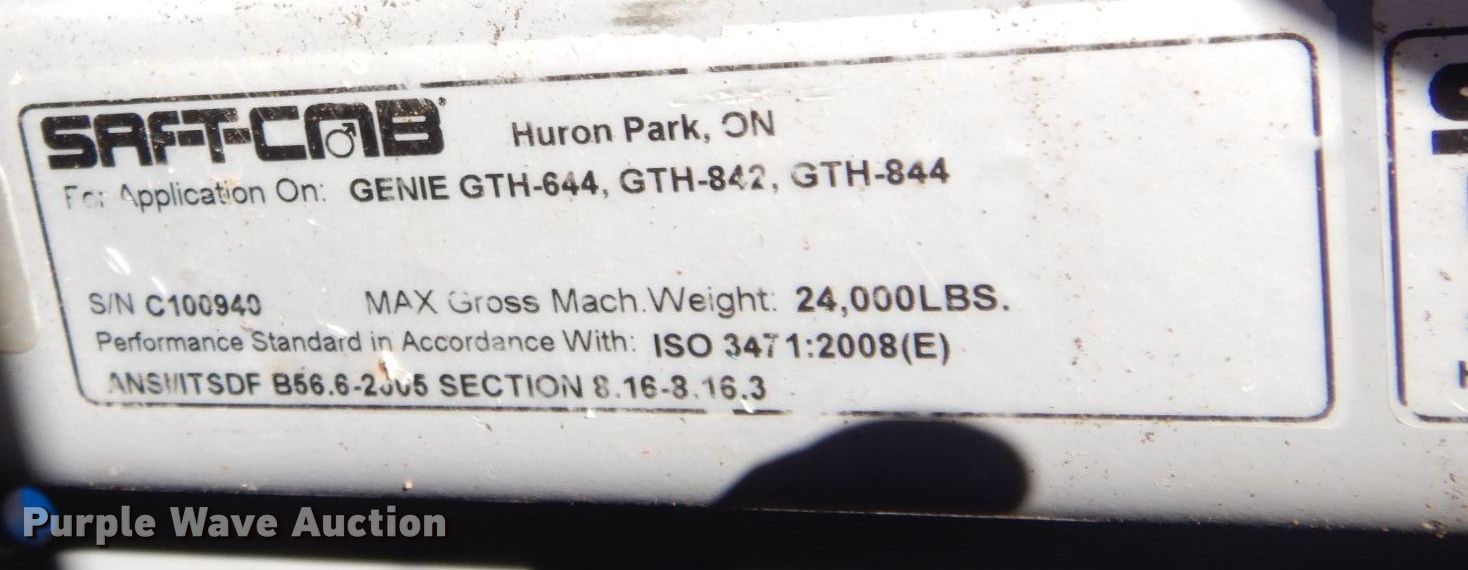 SAF-T-CAB Huron Park, ON
For Application On: GENIE GTH-644, GTH-842, GTH-844
S/N C100940 MAX Gross Mach. Weight: 24,000LBS.
Performance Standard in Accordance With: ISO 3471:2008(E)
ANSI/ITSDF B56.6-2005 SECTION 8.16-8.16.3
Purple Wave Auction